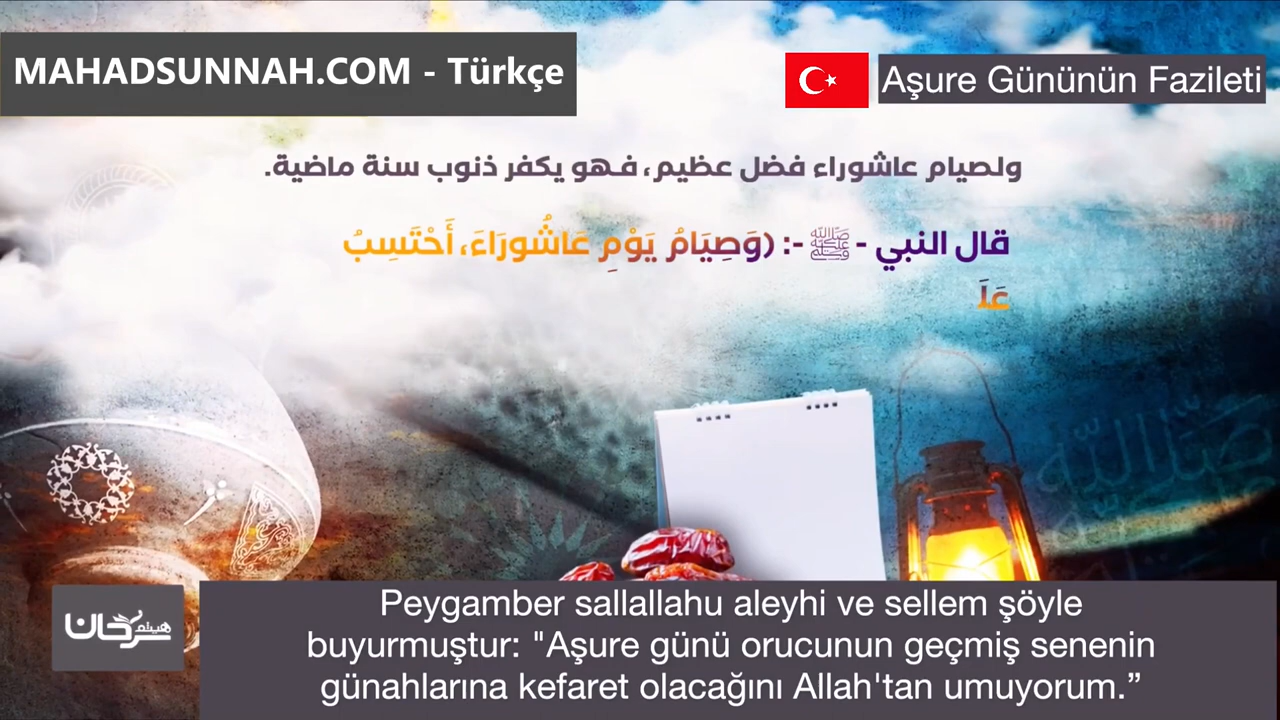 MAHADSUNNAH.COM - Türkçe
Aşure Gününün Fazileti
ولصيام عاشوراء فضل عظيم، فهو يكفر ذنوب سنة ماضية.
قال النبي - ﷺ -: (وَصِيَامُ يَوْمِ عَاشُورَاءَ، أَحْتَسِبُ
عَلَ
هيثم سرحان
Peygamber sallallahu aleyhi ve sellem şöyle
buyurmuştur: "Aşure günü orucunun geçmiş senenin
günahlarına kefaret olacağını Allah'tan umuyorum.”